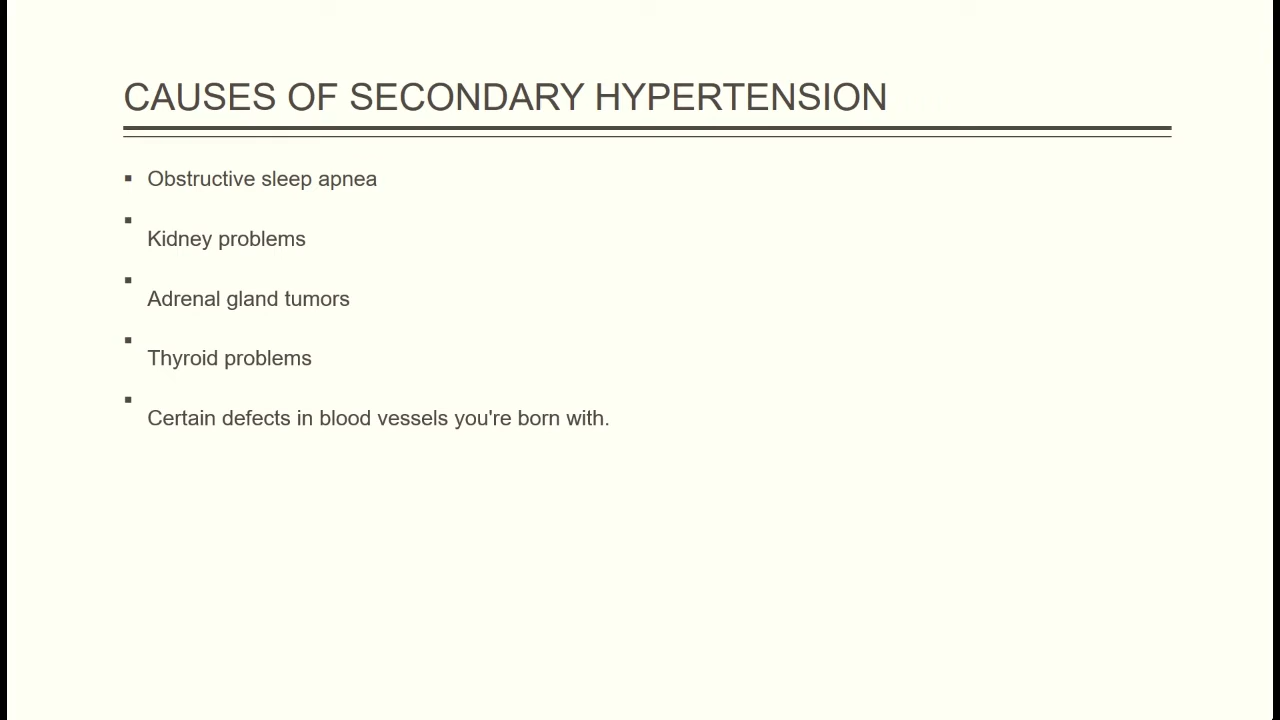 CAUSES OF SECONDARY HYPERTENSION
▪ Obstructive sleep apnea
▪ Kidney problems
▪ Adrenal gland tumors
▪ Thyroid problems
▪ Certain defects in blood vessels you're born with.